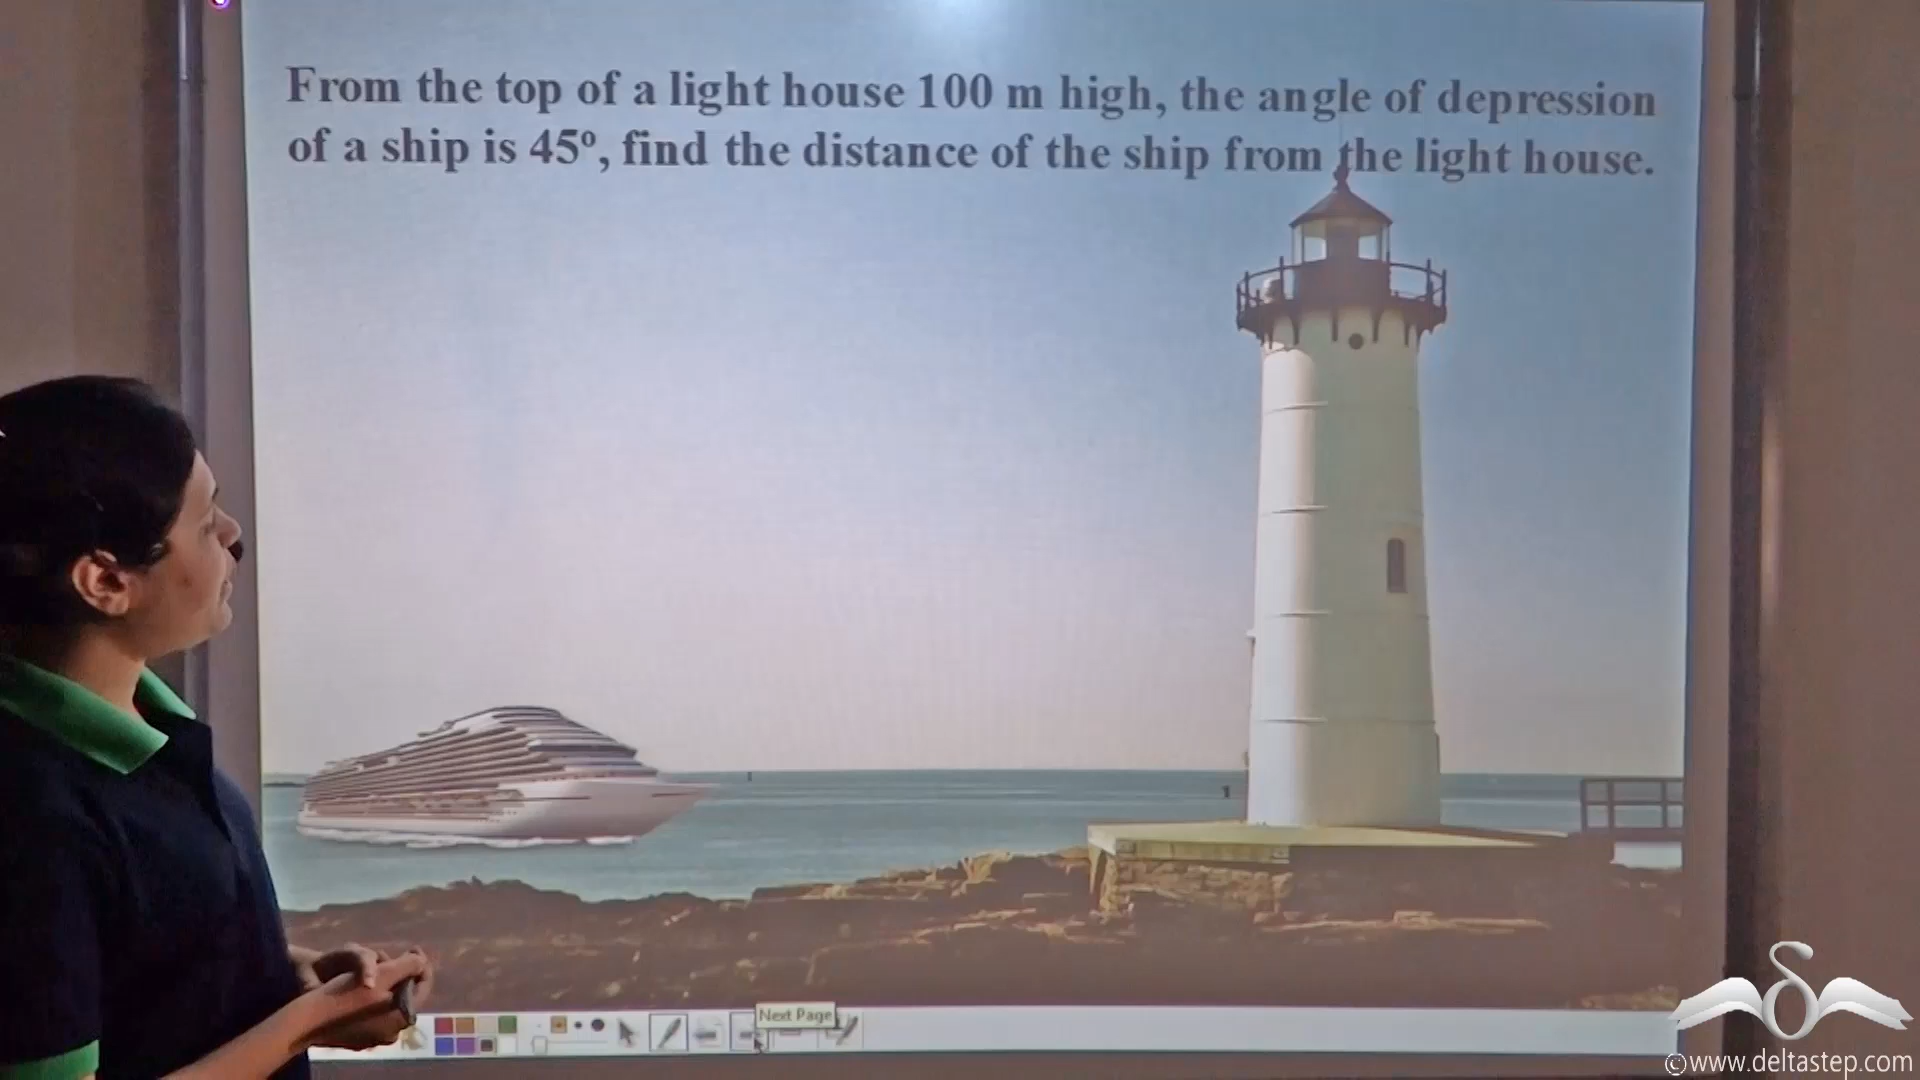 From the top of a light house 100 m high, the angle of depression
of a ship is 45º, find the distance of the ship from the light house.
Next Page
©www.deltastep.com